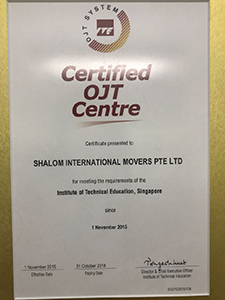 OJT SYSTEM
ITE
Certified
OJT
Centre
Certificate presented to
SHALOM INTERNATIONAL MOVERS PTE LTD
for meeting the requirements of the
Institute of Technical Education, Singapore
since
1 November 2015
1 November 2015
Effective Date
31 October 2018
Expiry Date
Director & Chief Executive Officer
Institute of Technical Education